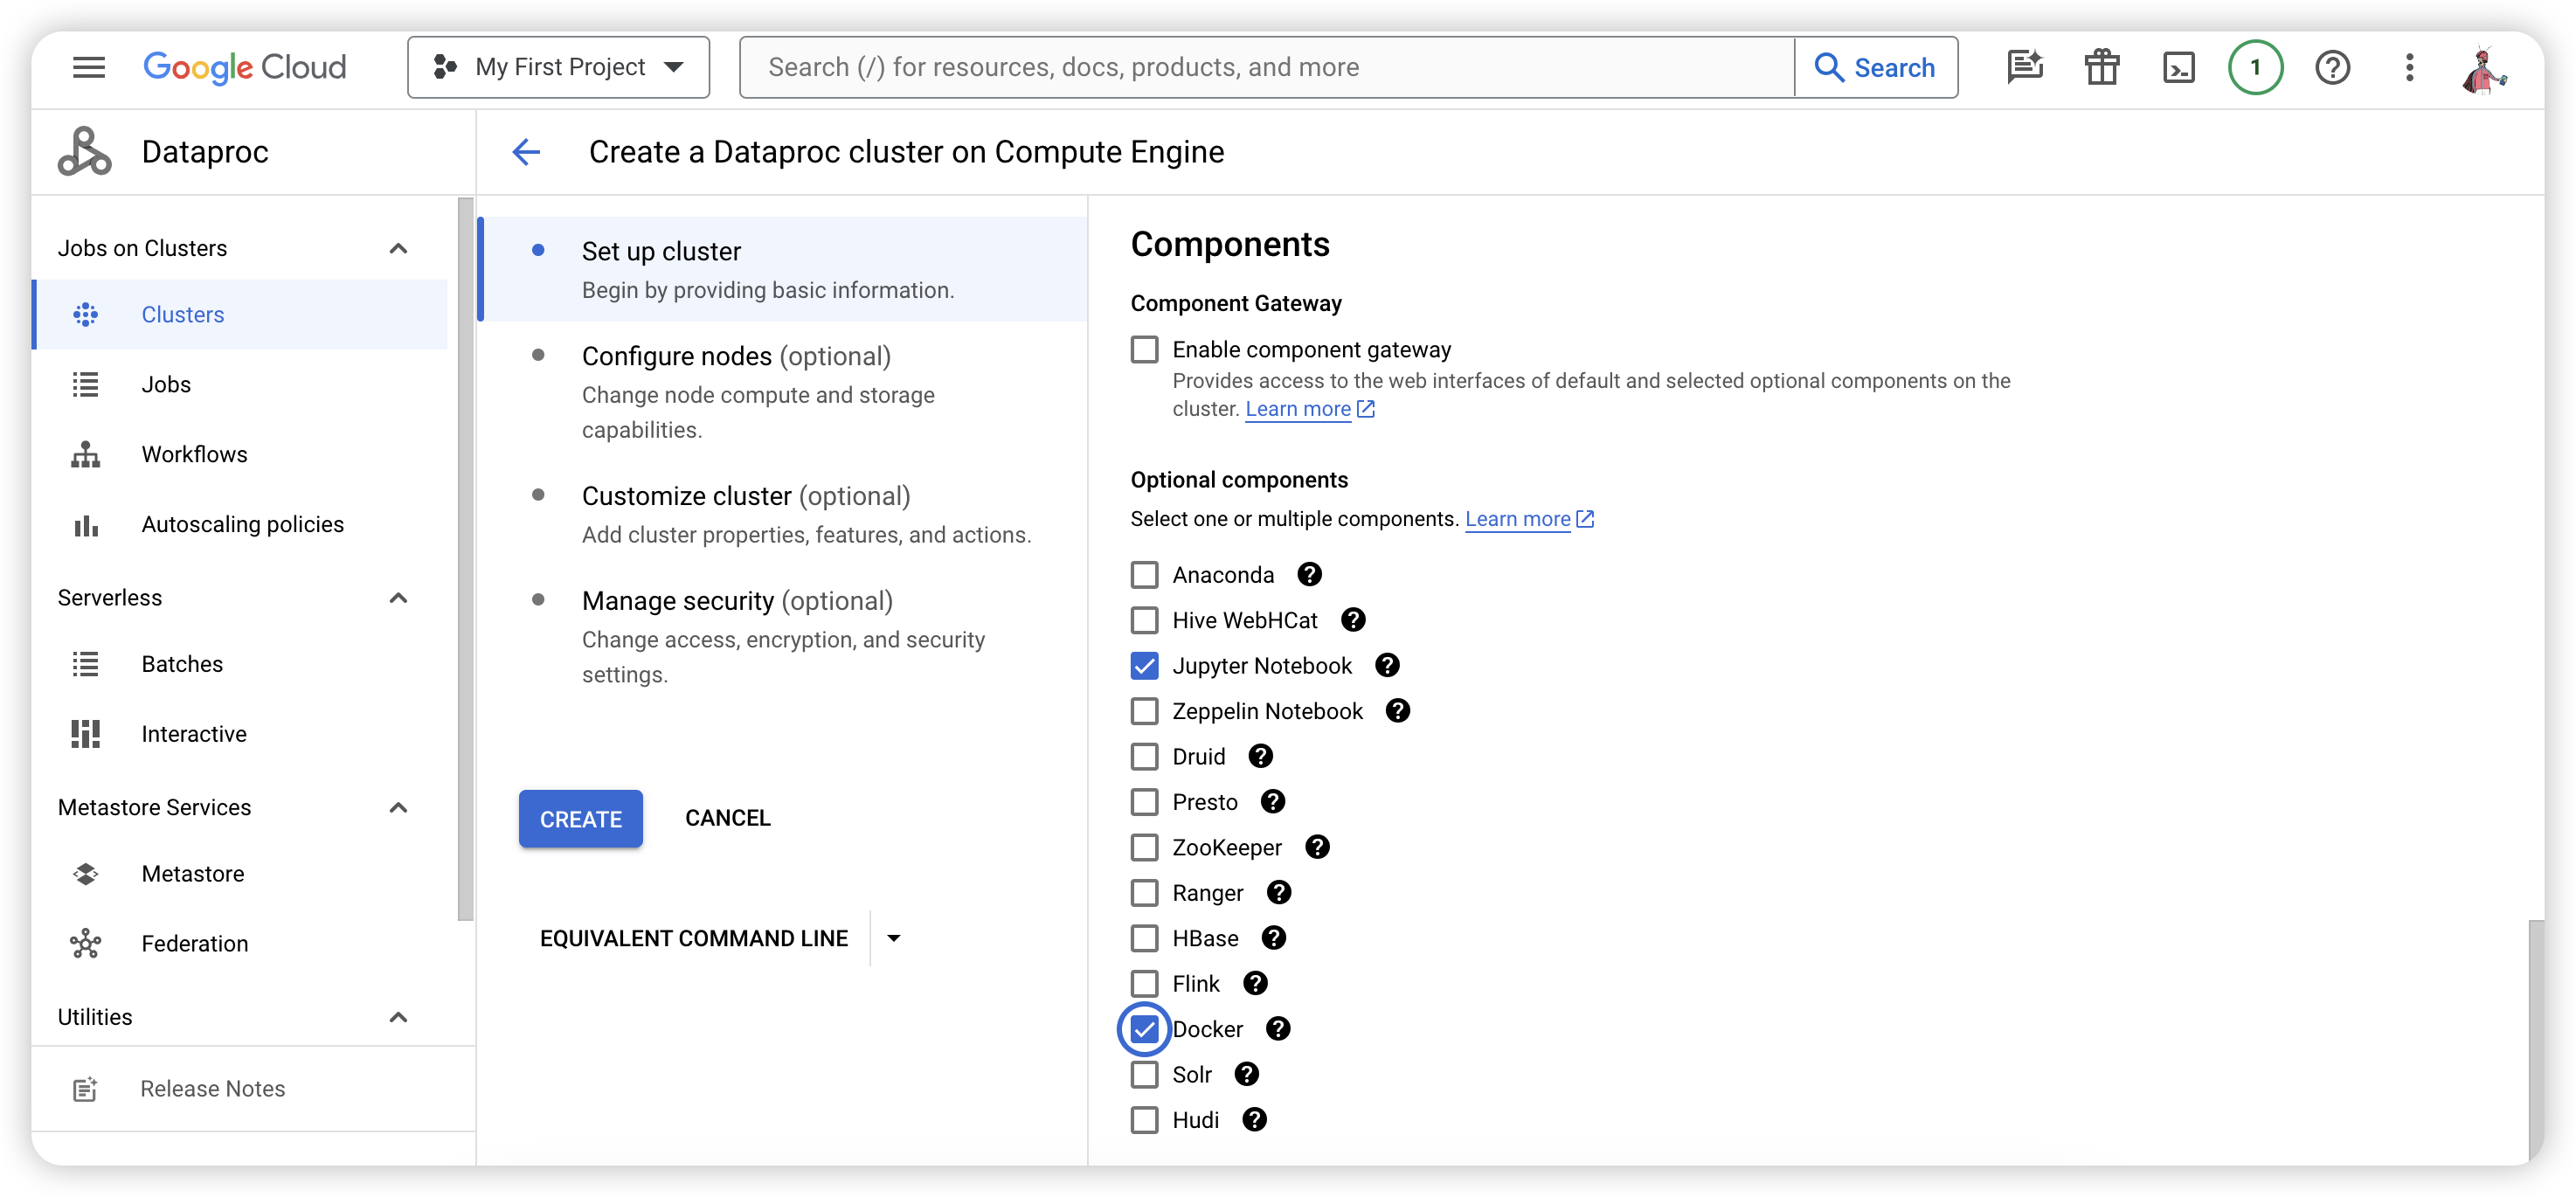 Google Cloud
My First Project
Search (/) for resources, docs, products, and more
Search
1
Dataproc
Create a Dataproc cluster on Compute Engine
Jobs on Clusters
Clusters
Jobs
Workflows
Autoscaling policies
Serverless
Batches
Interactive
Metastore Services
Metastore
Federation
Utilities
Release Notes
Set up cluster
Begin by providing basic information.
Configure nodes (optional)
Change node compute and storage
capabilities.
Customize cluster (optional)
Add cluster properties, features, and actions.
Manage security (optional)
Change access, encryption, and security
settings.
CREATE
CANCEL
EQUIVALENT COMMAND LINE
Components
Component Gateway
Enable component gateway
Provides access to the web interfaces of default and selected optional components on the
cluster. Learn more
Optional components
Select one or multiple components. Learn more
Anaconda
Hive WebHCat
Jupyter Notebook
Zeppelin Notebook
Druid
Presto
ZooKeeper
Ranger
HBase
Flink
Docker
Solr
Hudi